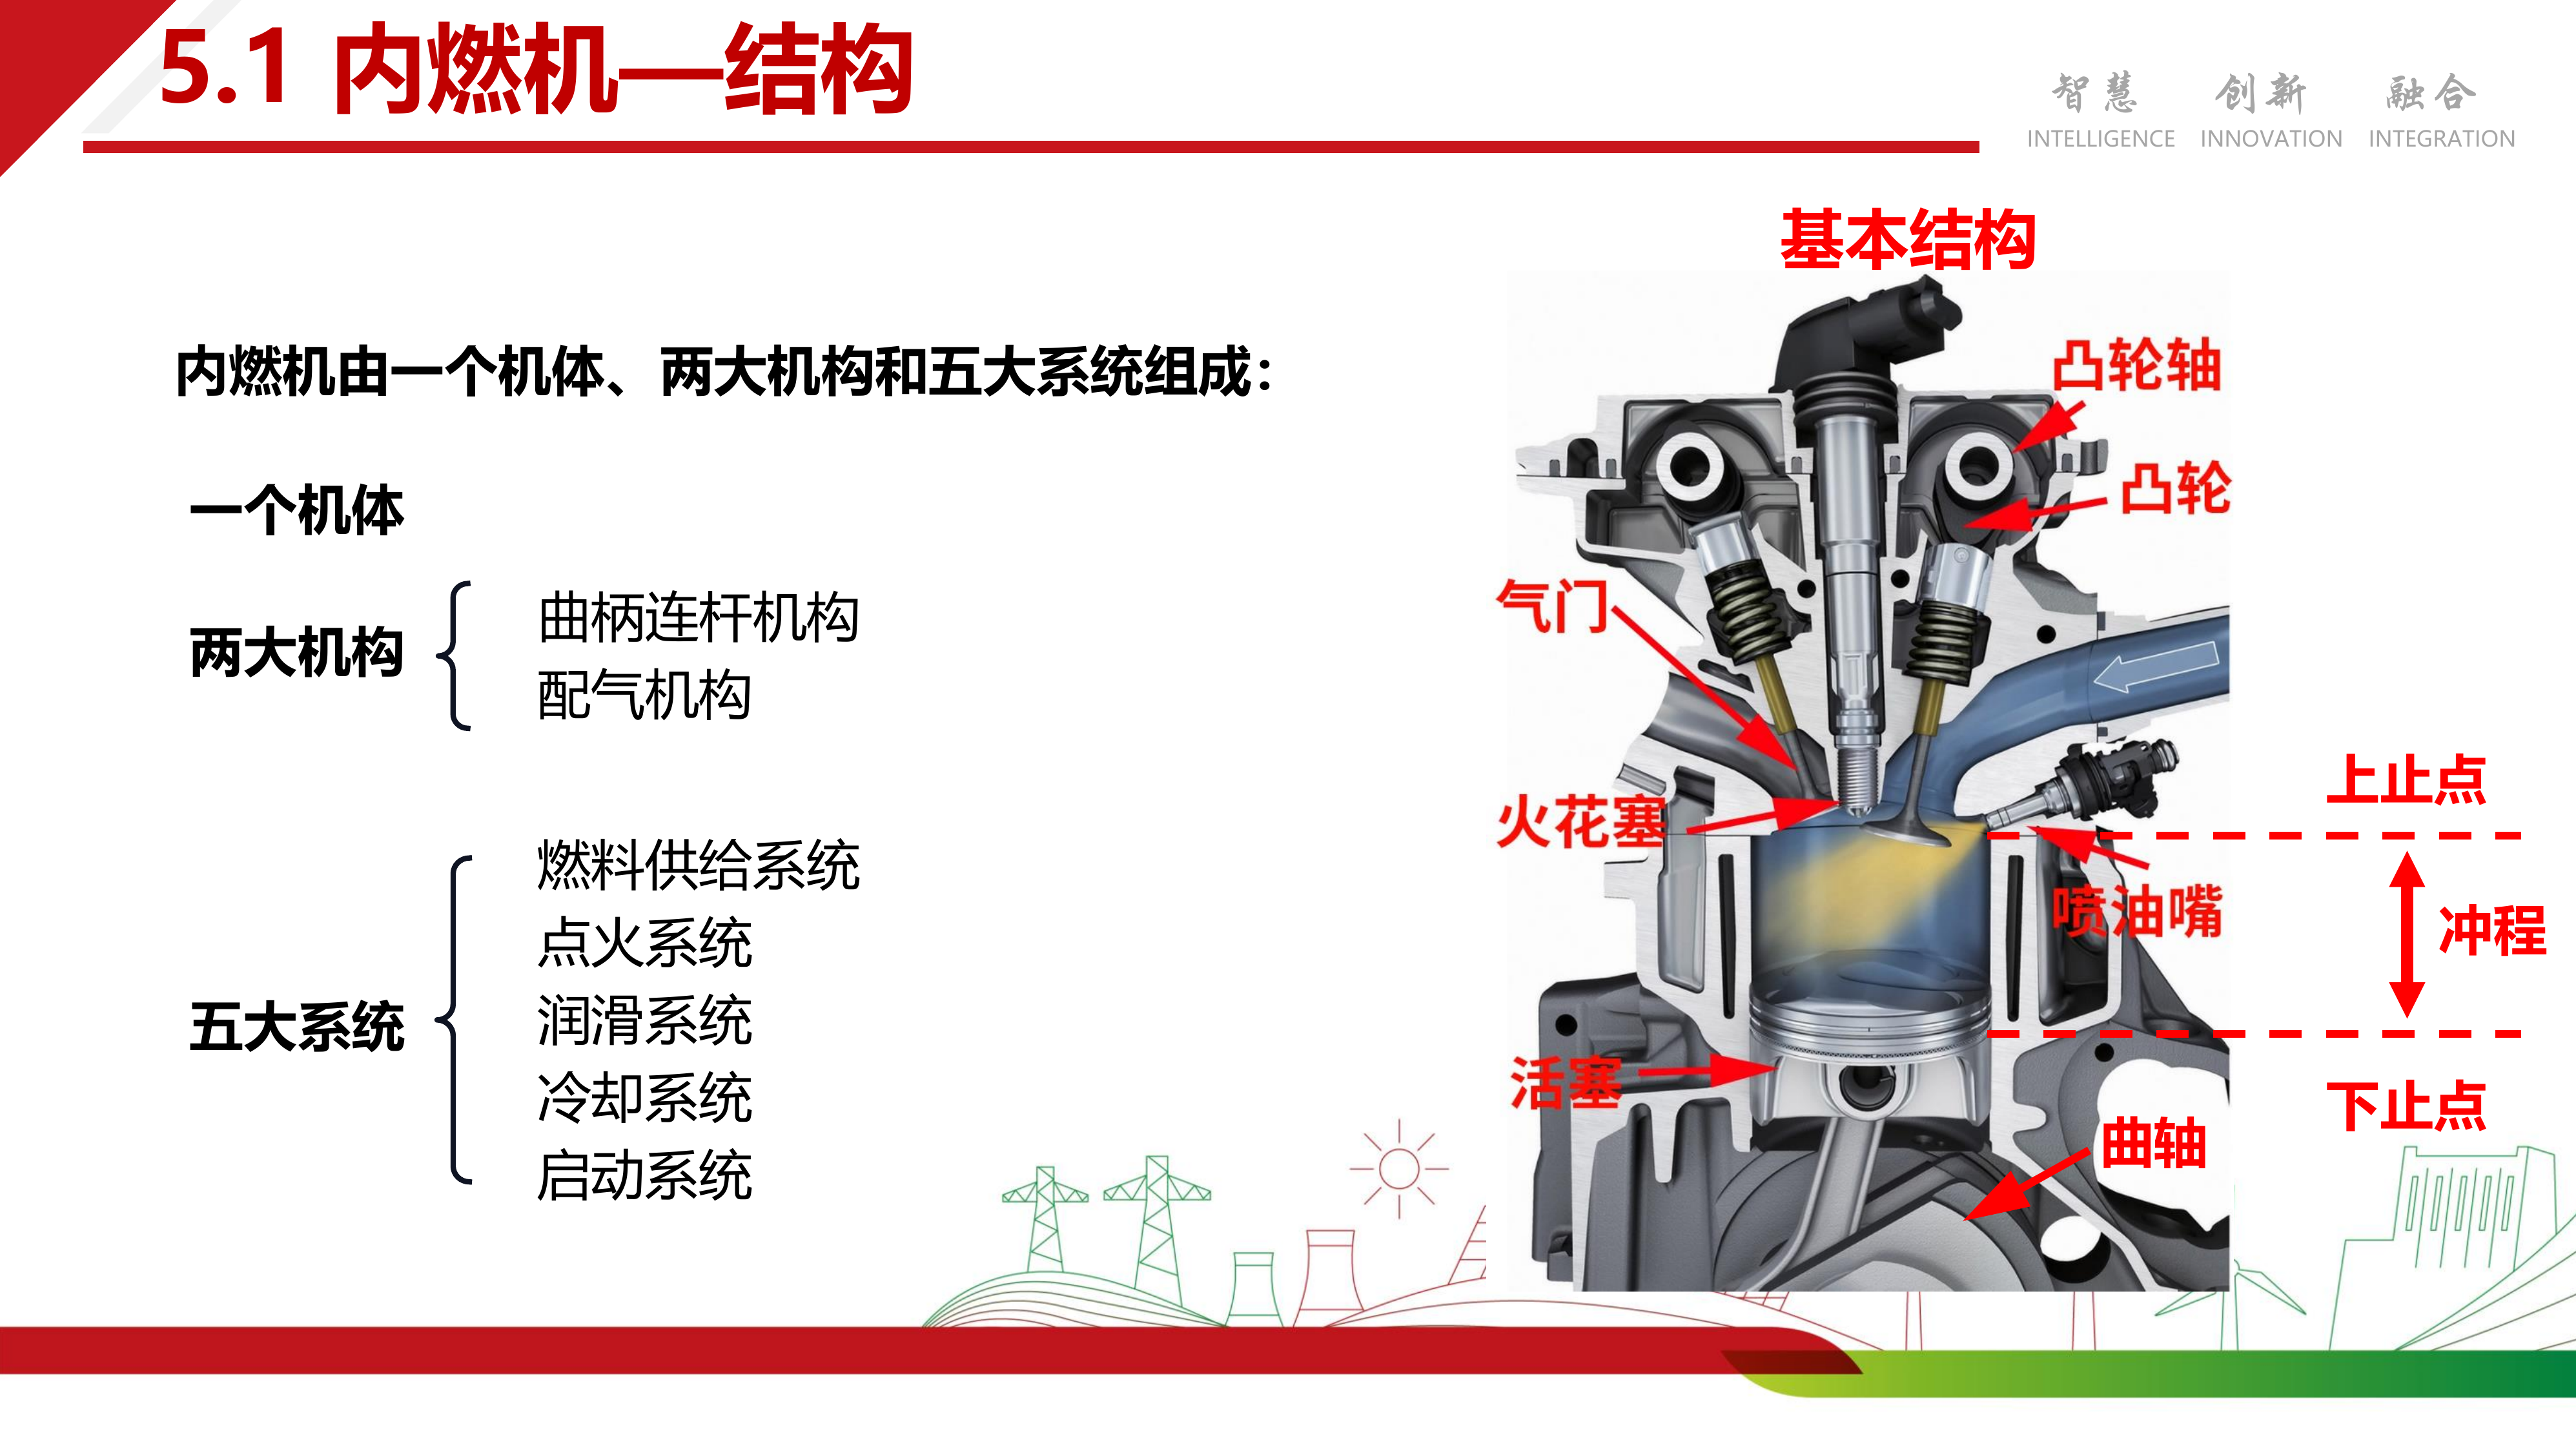 5.1 内燃机—结构
智慧 创新 融合
INTELLIGENCE INNOVATION INTEGRATION
内燃机由一个机体、两大机构和五大系统组成：
一个机体
两大机构
曲柄连杆机构
配气机构
五大系统
燃料供给系统
点火系统
润滑系统
冷却系统
启动系统
基本结构
凸轮轴
凸轮
气门
火花塞
喷油嘴
活塞
曲轴
上止点
冲程
下止点